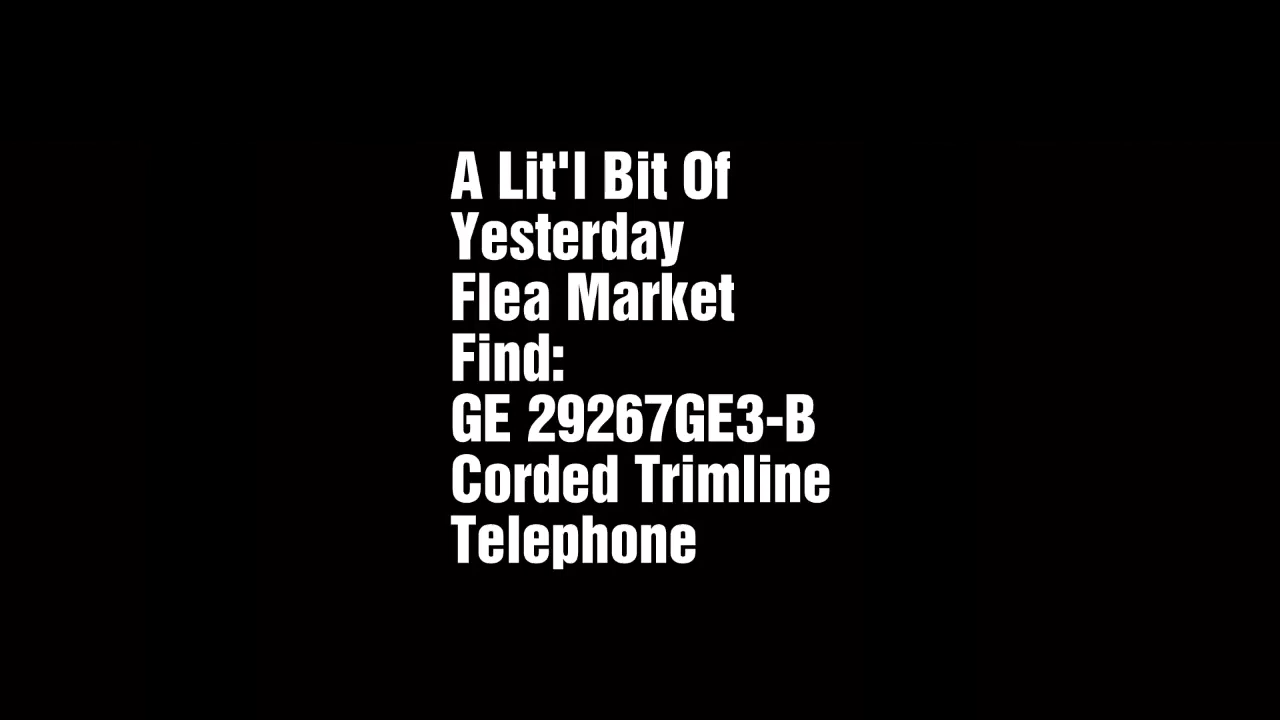 A Lit'l Bit Of
Yesterday
Flea Market
Find:
GE 29267GE3-B
Corded Trimline
Telephone